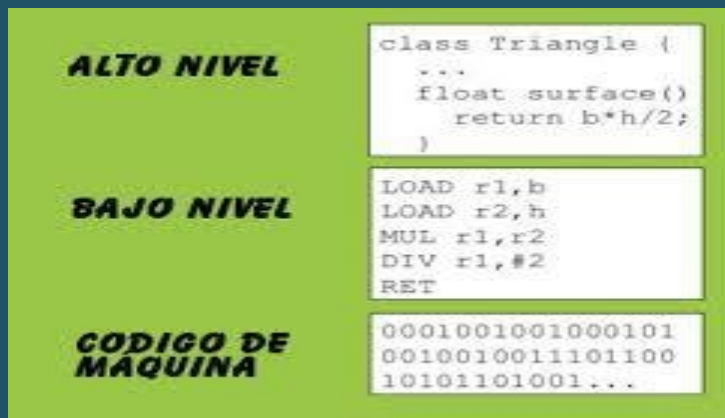 ALTO NIVEL
class Triangle {
...
float surface()
return b*h/2;
}
BAJO NIVEL
LOAD r1,b
LOAD r2,h
MUL r1,r2
DIV r1,#2
RET
CODIGO DE
MAQUINA
0001001001000101
0010010011101100
10101101001...